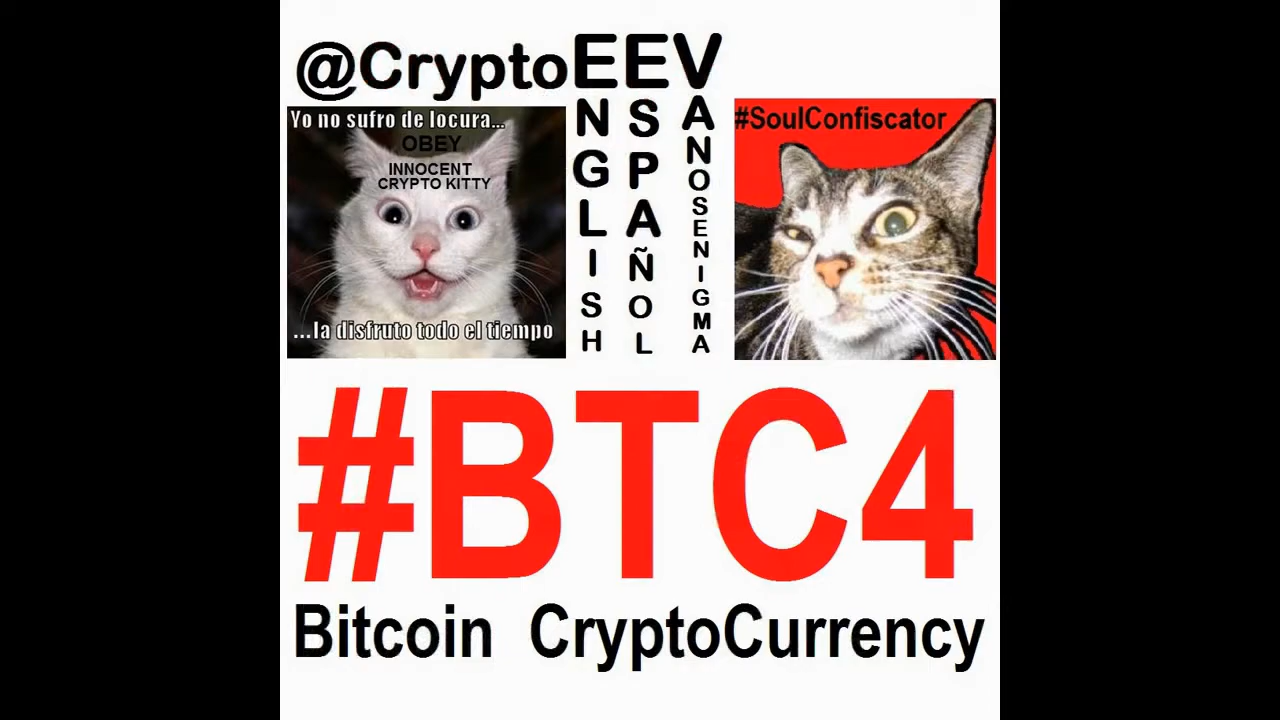 @CryptoEEV
ENGLISH
ESPAÑOL
VANOSENIGMA
Yo no sufro de locura...
OBEY
INNOCENT
CRYPTO KITTY
...la disfruto todo el tiempo
#SoulConfiscator
#BTC4
Bitcoin CryptoCurrency